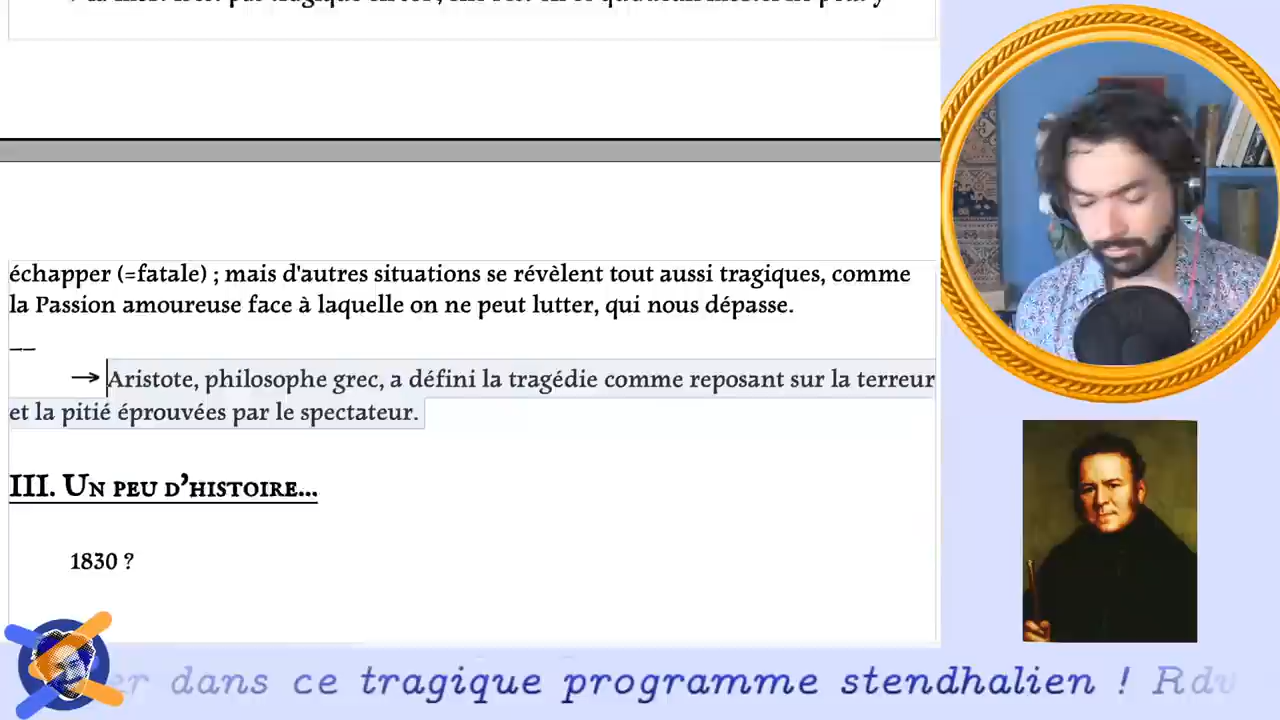 échapper (=fatale) ; mais d'autres situations se révèlent tout aussi tragiques, comme
la Passion amoureuse face à laquelle on ne peut lutter, qui nous dépasse.
—
→ Aristote, philosophe grec, a défini la tragédie comme reposant sur la terreur
et la pitié éprouvées par le spectateur.
III. Un peu d'histoire...
1830 ?
er dans ce tragique programme stendhalien ! Rdv